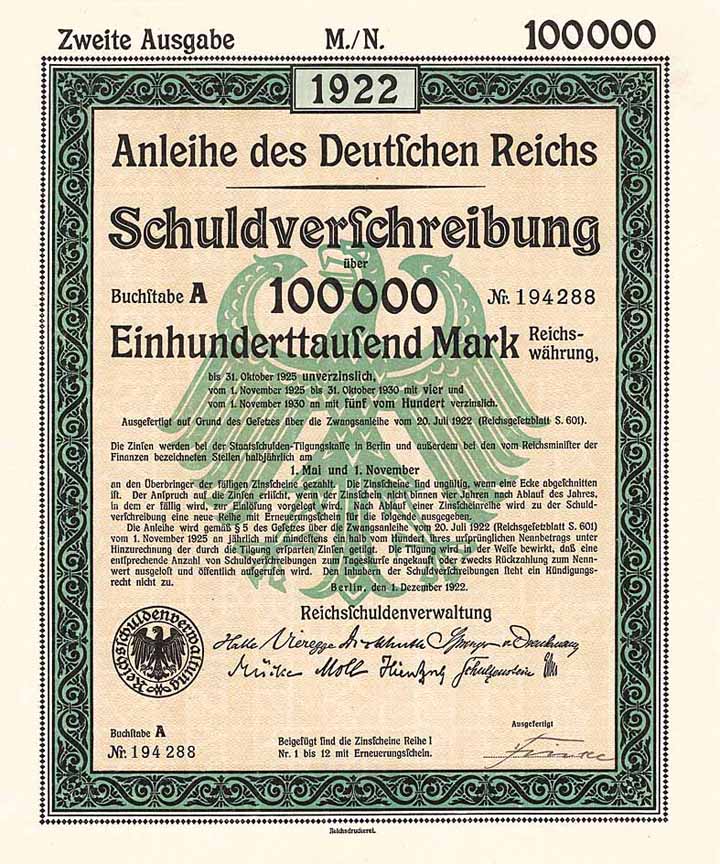 Zweite Ausgabe M./N. 100000
1922
Anleihe des Deutſchen Reichs
Schuldverſchreibung
über
Buchſtabe A 100000 Nr. 194288
Einhunderttauſend Mark Reichs-
währung,
bis 31. Oktober 1925 unverzinslich,
vom 1. November 1925 bis 31. Oktober 1930 mit vier und
vom 1. November 1930 an mit fünf vom Hundert verzinslich.
Ausgefertigt auf Grund des Geſetzes über die Zwangsanleihe vom 20. Juli 1922 (Reichsgeſetzblatt S. 601).
Die Zinſen werden bei der Staatsſchulden-Tilgungskaſſe in Berlin und außerdem bei den vom Reichsminiſter der
Finanzen bezeichneten Stellen halbjährlich am
1. Mai und 1. November
an den Überbringer der fälligen Zinsſcheine gezahlt. Die Zinsſcheine ſind ungültig, wenn eine Ecke abgeſchnitten
iſt. Der Anſpruch auf die Zinſen erliſcht, wenn der Zinsſchein nicht binnen vier Jahren nach Ablauf des Jahres,
in dem er fällig wird, zur Einlöſung vorgelegt wird. Nach Ablauf einer Zinsſcheinreihe wird zu der Schuld-
verſchreibung eine neue Reihe mit Erneuerungsſchein für die folgende ausgegeben.
Die Anleihe wird gemäß § 5 des Geſetzes über die Zwangsanleihe vom 20. Juli 1922 (Reichsgeſetzblatt S. 601)
vom 1. November 1925 an jährlich mit mindeſtens ein halb vom Hundert ihres urſprünglichen Nennbetrags unter
Hinzurechnung der durch die Tilgung erſparten Zinſen getilgt. Die Tilgung wird in der Weiſe bewirkt, daß eine
entſprechende Anzahl von Schuldverſchreibungen zum Tageskurſe angekauft oder zwecks Rückzahlung zum Nenn-
wert ausgeloſt und öffentlich aufgerufen wird. Den Inhabern der Schuldverſchreibungen ſteht ein Kündigungs-
recht nicht zu.
Berlin, den 1. Dezember 1922.
Reichsſchuldenverwaltung
Reichsſchuldenverwaltung
Halle Vieregge Springer
Mücke Moll
Buchſtabe A
Nr. 194288
Beigefügt ſind die Zinsſcheine Reihe I
Nr. 1 bis 12 mit Erneuerungsſchein.
Ausgefertigt
Reichsdruckerei.